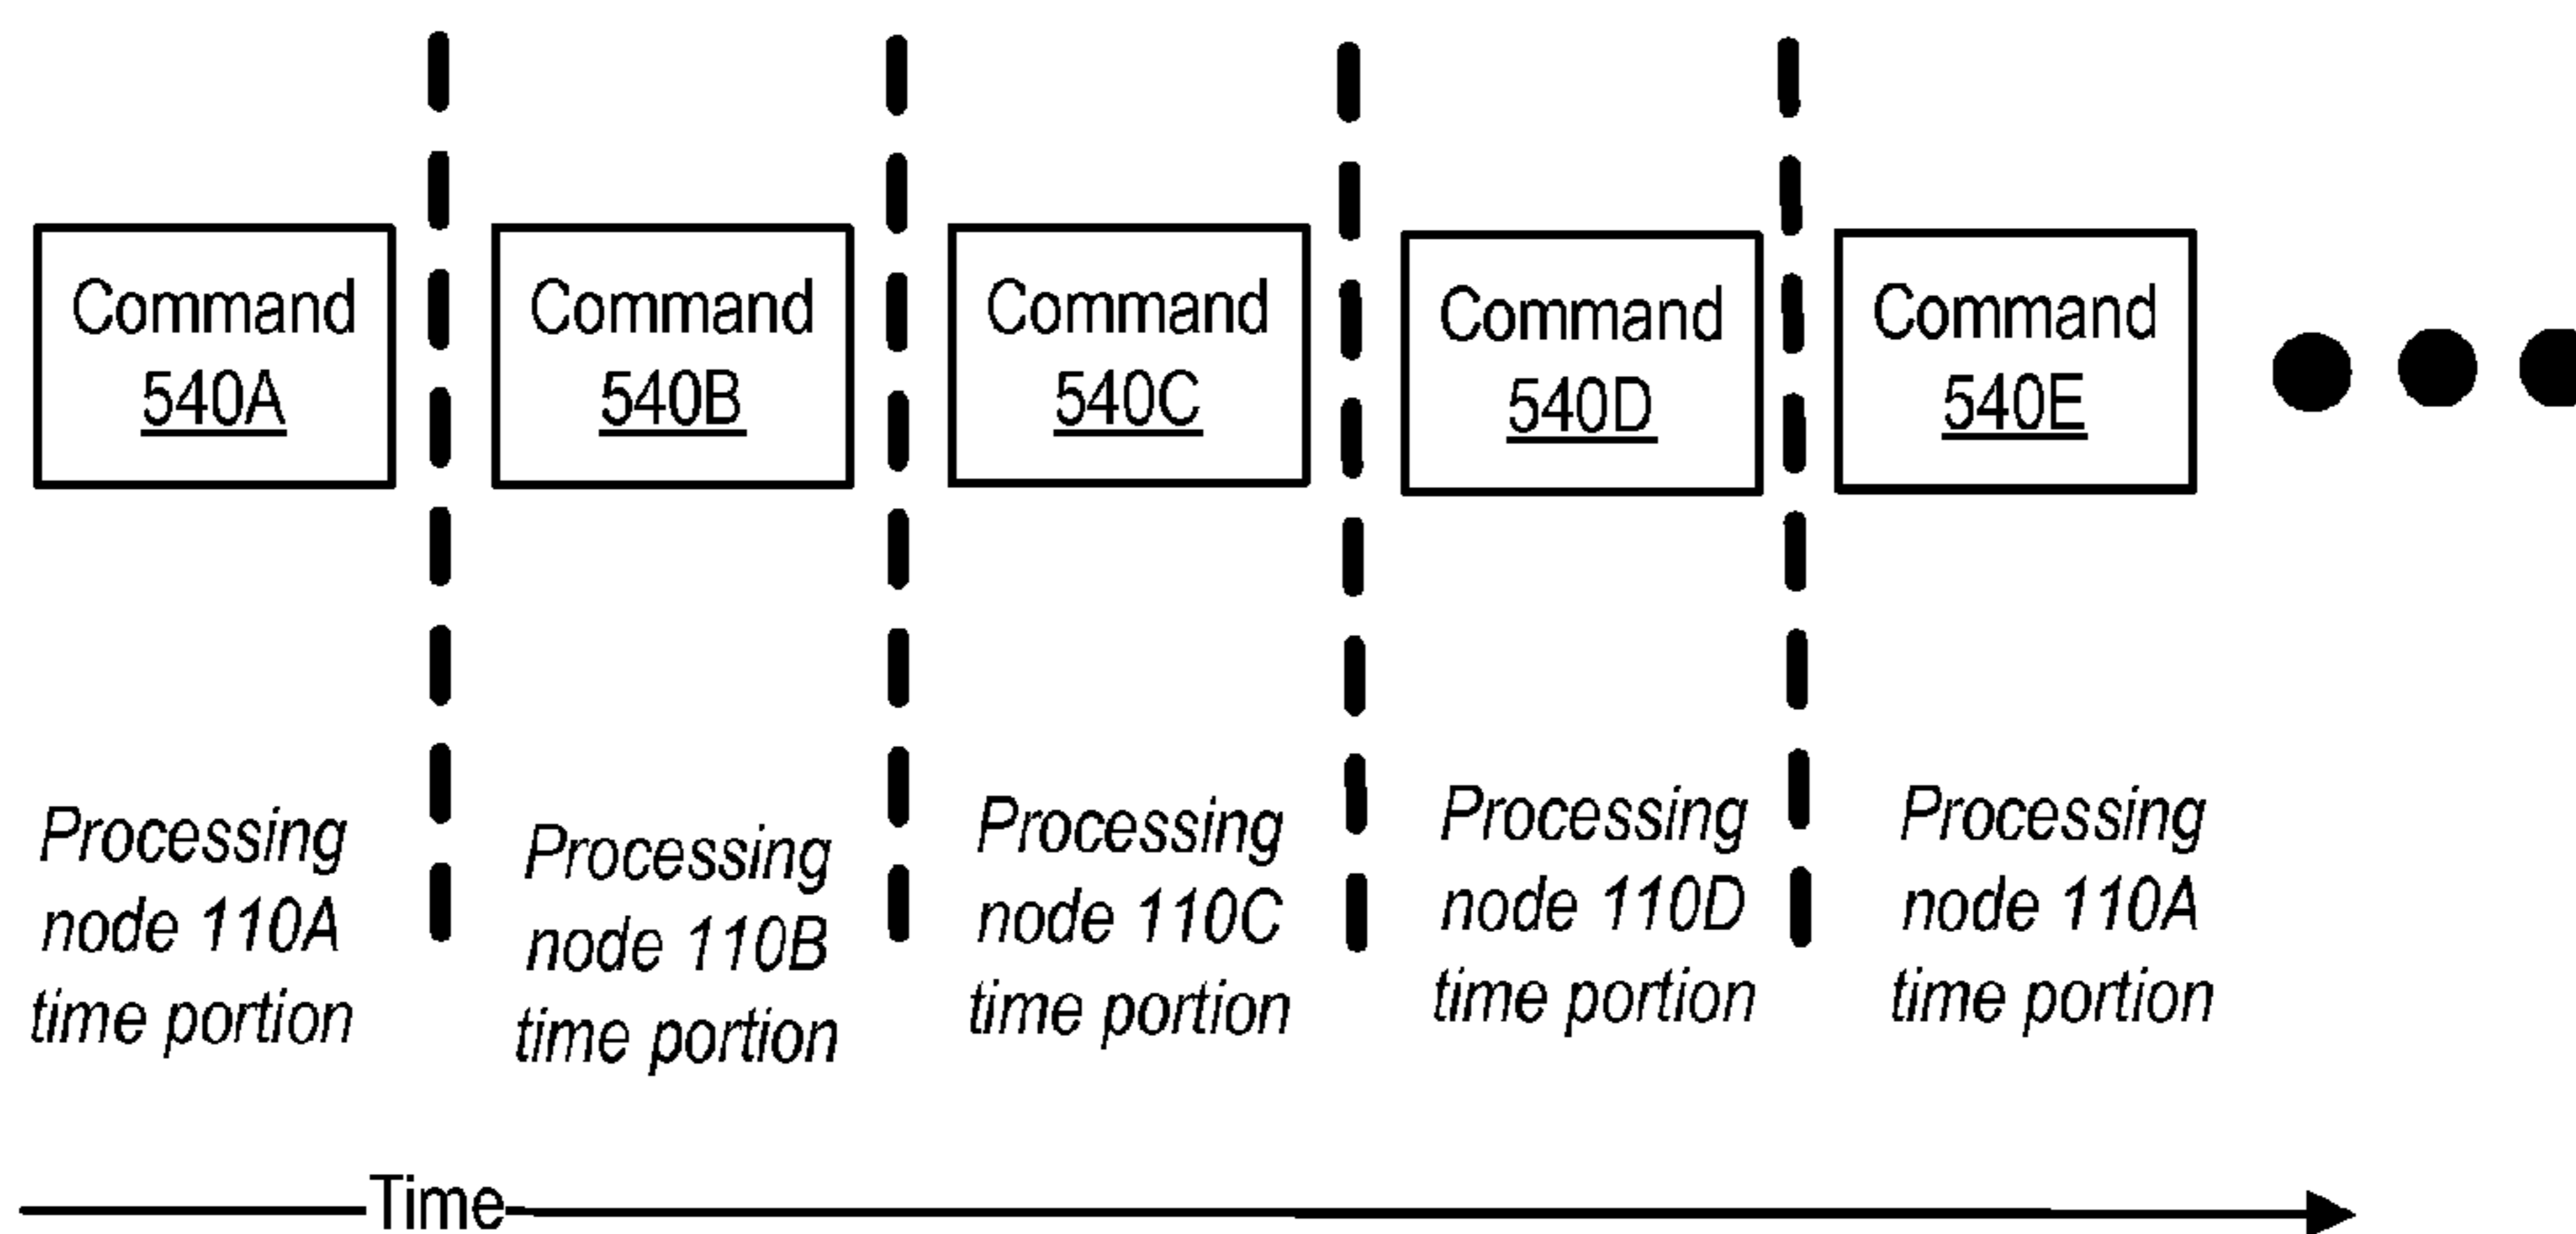 Command
540A
Command
540B
Command
540C
Command
540D
Command
540E
Processing
node 110A
time portion
Processing
node 110B
time portion
Processing
node 110C
time portion
Processing
node 110D
time portion
Processing
node 110A
time portion
Time